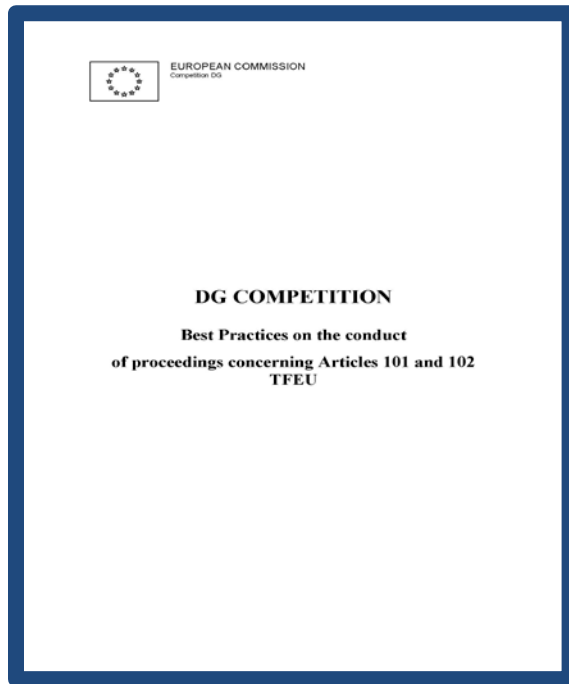 EUROPEAN COMMISSION
Competition DG
DG COMPETITION
Best Practices on the conduct
of proceedings concerning Articles 101 and 102
TFEU